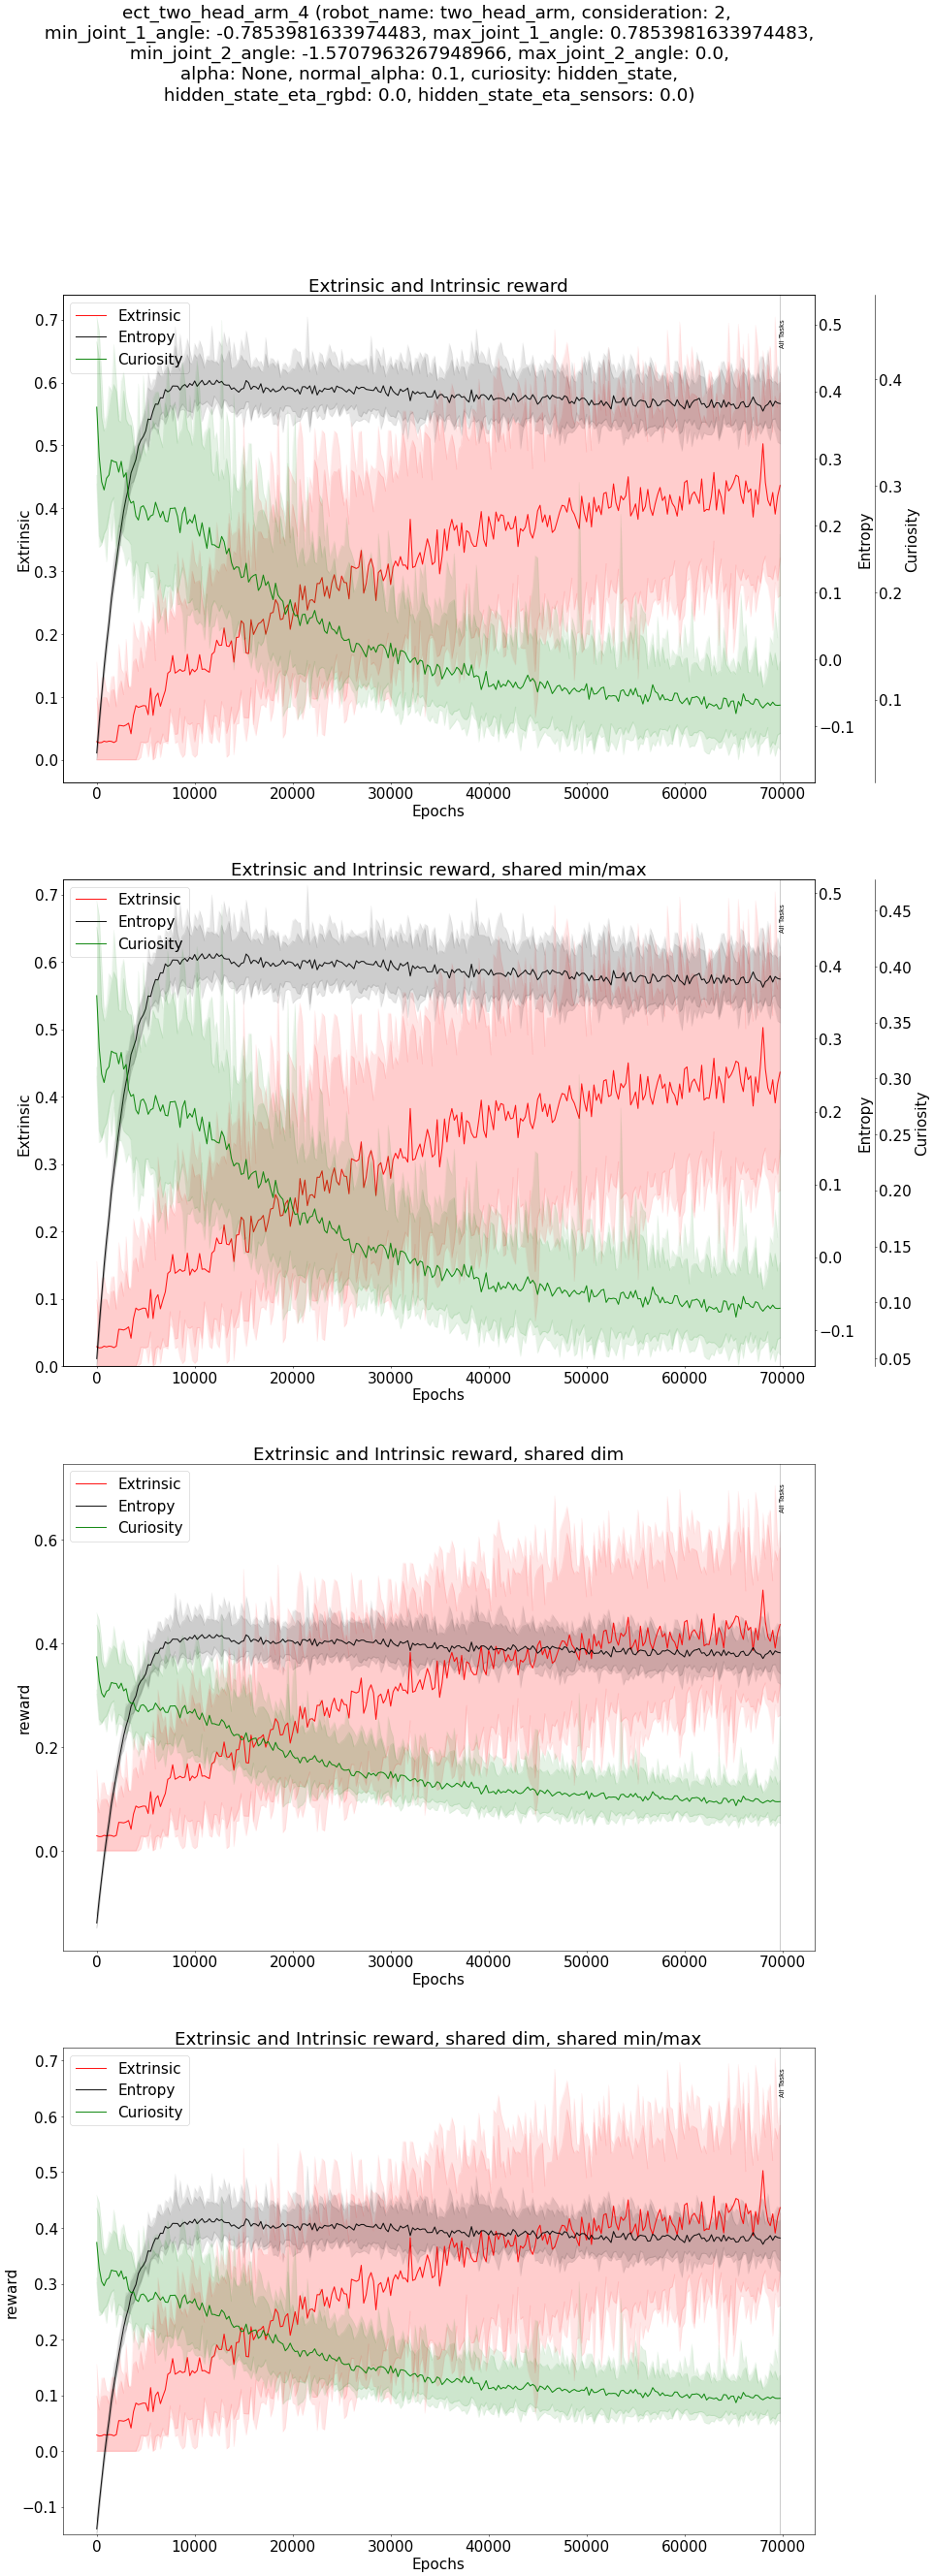 ect_two_head_arm_4 (robot_name: two_head_arm, consideration: 2,
min_joint_1_angle: -0.7853981633974483, max_joint_1_angle: 0.7853981633974483,
min_joint_2_angle: -1.5707963267948966, max_joint_2_angle: 0.0,
alpha: None, normal_alpha: 0.1, curiosity: hidden_state,
hidden_state_eta_rgbd: 0.0, hidden_state_eta_sensors: 0.0)
Extrinsic and Intrinsic reward
Extrinsic
Entropy
Curiosity
All Tasks
0.7
0.6
0.5
0.4
0.3
0.2
0.1
0.0
Extrinsic
0.5
0.4
0.3
0.2
0.1
0.0
−0.1
Entropy
0.4
0.3
0.2
0.1
Curiosity
0 10000 20000 30000 40000 50000 60000 70000
Epochs
Extrinsic and Intrinsic reward, shared min/max
Extrinsic
Entropy
Curiosity
All Tasks
0.7
0.6
0.5
0.4
0.3
0.2
0.1
0.0
Extrinsic
0.5
0.4
0.3
0.2
0.1
0.0
−0.1
Entropy
0.45
0.40
0.35
0.30
0.25
0.20
0.15
0.10
0.05
Curiosity
0 10000 20000 30000 40000 50000 60000 70000
Epochs
Extrinsic and Intrinsic reward, shared dim
Extrinsic
Entropy
Curiosity
All Tasks
0.6
0.4
0.2
0.0
reward
0 10000 20000 30000 40000 50000 60000 70000
Epochs
Extrinsic and Intrinsic reward, shared dim, shared min/max
Extrinsic
Entropy
Curiosity
All Tasks
0.7
0.6
0.5
0.4
0.3
0.2
0.1
0.0
−0.1
reward
0 10000 20000 30000 40000 50000 60000 70000
Epochs